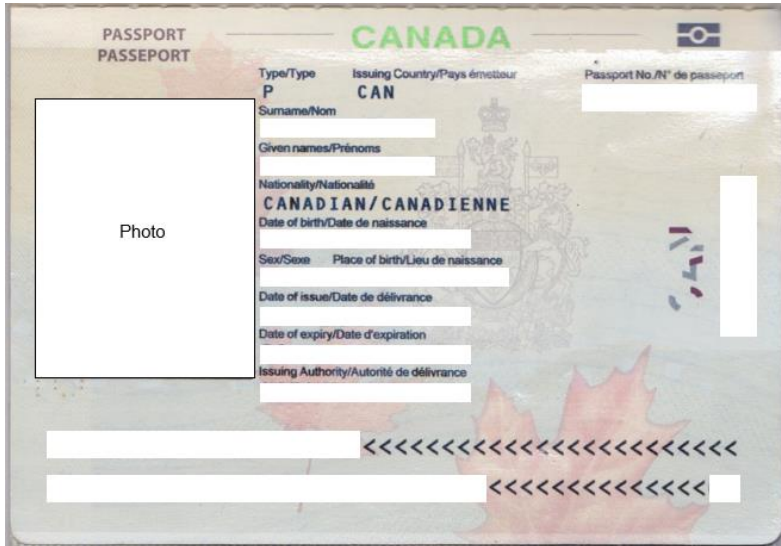 PASSPORT
PASSEPORT
CANADA
Type/Type Issuing Country/Pays émetteur Passport No./N° de passeport
P CAN
Surname/Nom
Given names/Prénoms
Nationality/Nationalité
CANADIAN/CANADIENNE
Date of birth/Date de naissance
Sex/Sexe Place of birth/Lieu de naissance
Date of issue/Date de délivrance
Date of expiry/Date d'expiration
Issuing Authority/Autorité de délivrance
Photo
<<<<<<<<<<<<<<<<<<<<<<<<
<<<<<<<<<<<<<<